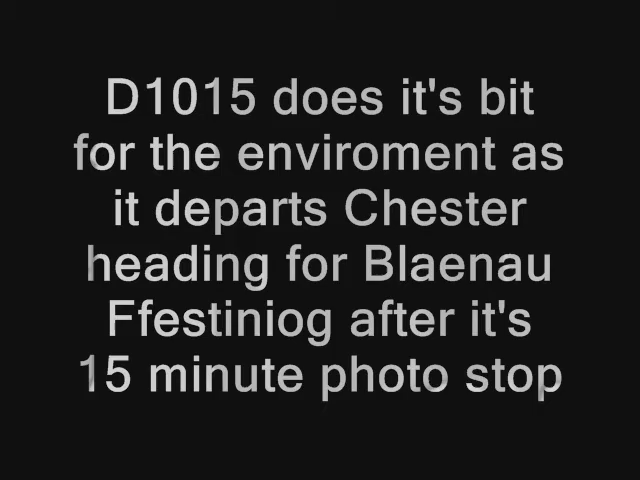 D1015 does it's bit
for the enviroment as
it departs Chester
heading for Blaenau
Ffestiniog after it's
15 minute photo stop